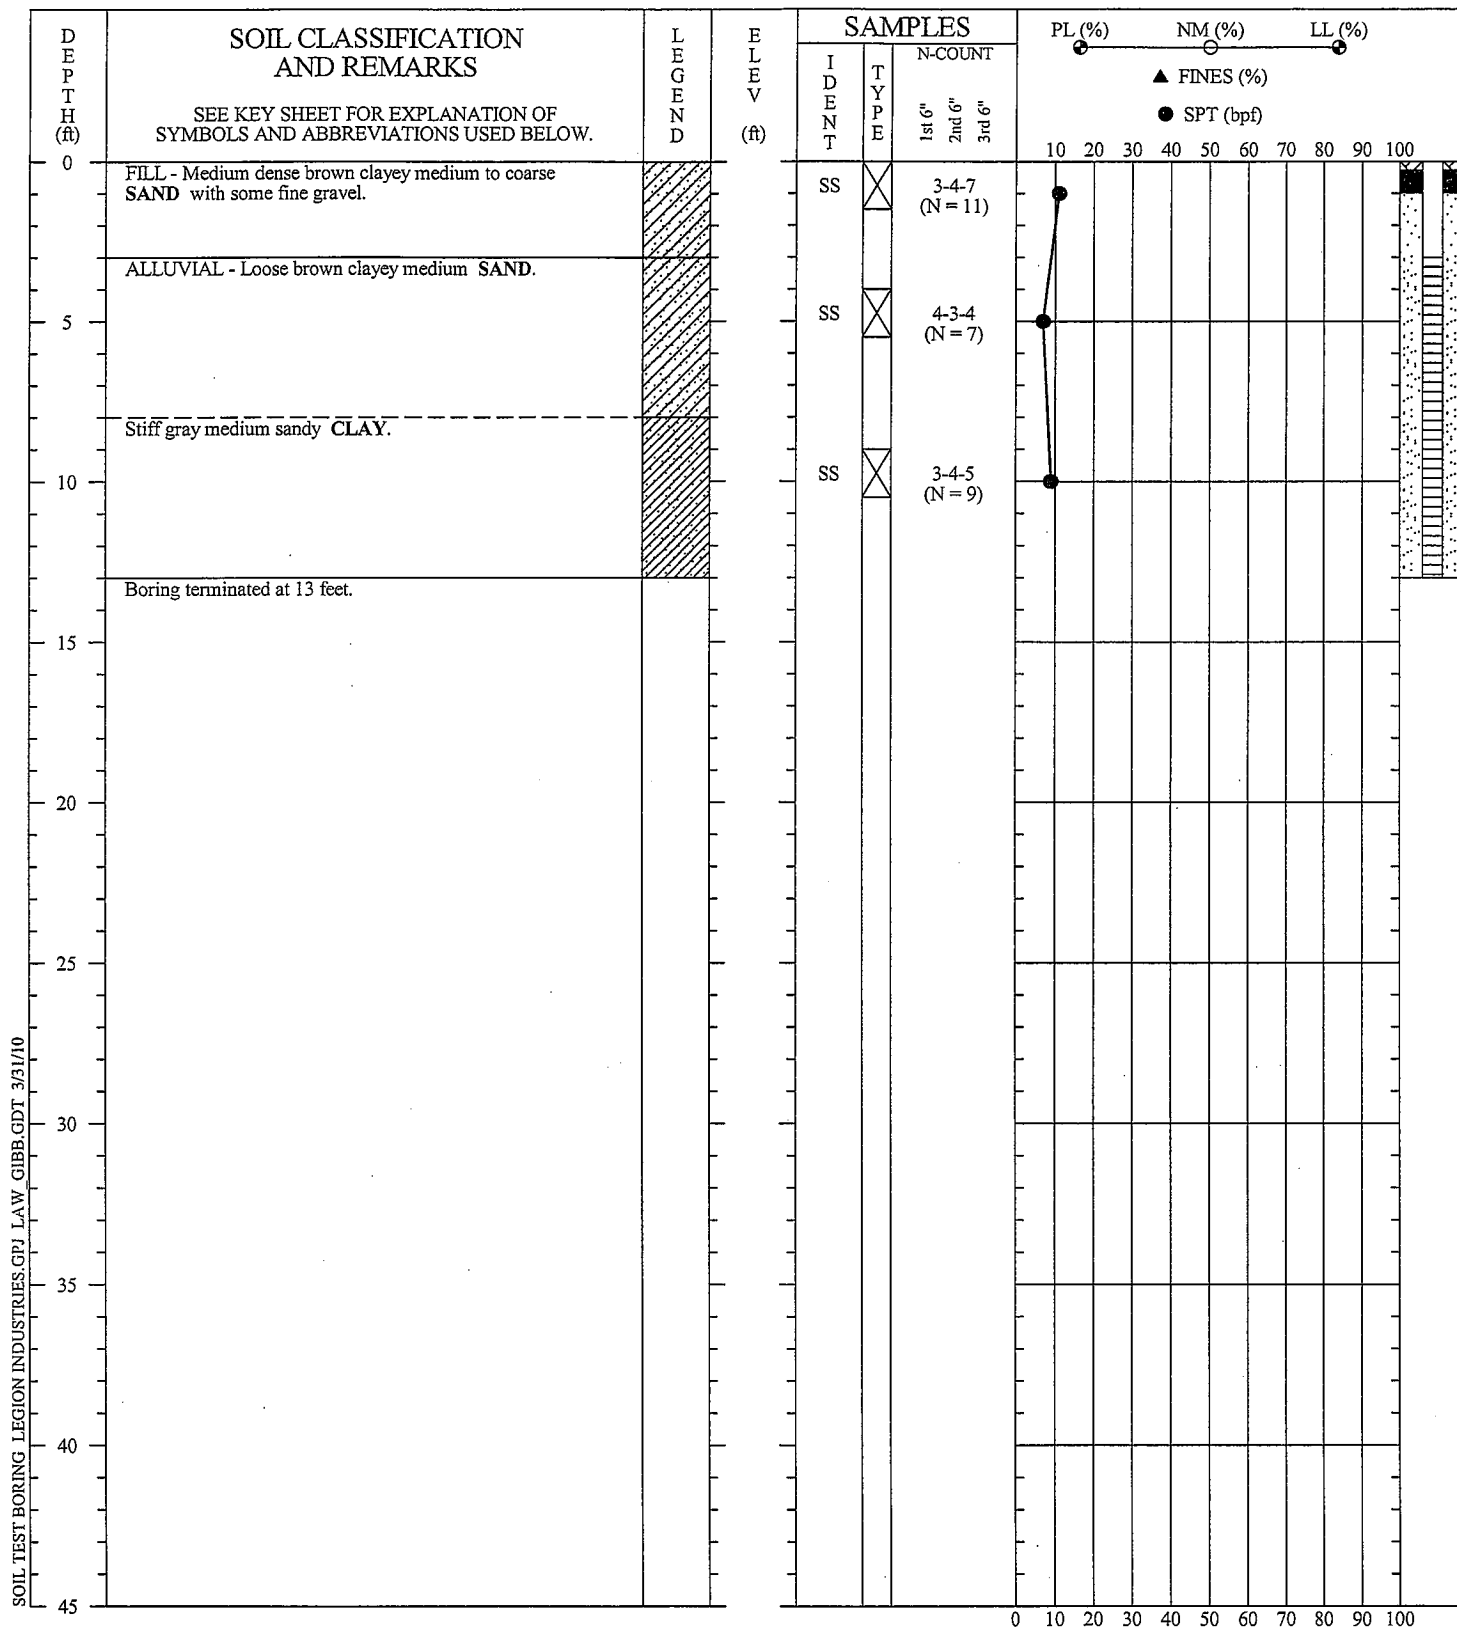 DEPTH (ft)
SOIL CLASSIFICATION
AND REMARKS
SEE KEY SHEET FOR EXPLANATION OF
SYMBOLS AND ABBREVIATIONS USED BELOW.
LEGEND
ELEV (ft)
SAMPLES
IDENT
TYPE
N-COUNT
1st 6"
2nd 6"
3rd 6"
PL (%) NM (%) LL (%)
▲ FINES (%)
● SPT (bpf)
10 20 30 40 50 60 70 80 90 100
0
FILL - Medium dense brown clayey medium to coarse
SAND with some fine gravel.
SS 3-4-7
(N = 11)
ALLUVIAL - Loose brown clayey medium SAND.
5
SS 4-3-4
(N = 7)
Stiff gray medium sandy CLAY.
10
SS 3-4-5
(N = 9)
Boring terminated at 13 feet.
15
20
25
30
35
40
45
0 10 20 30 40 50 60 70 80 90 100
SOIL TEST BORING LEGION INDUSTRIES.GPJ LAW_GIBB.GDT 3/31/10